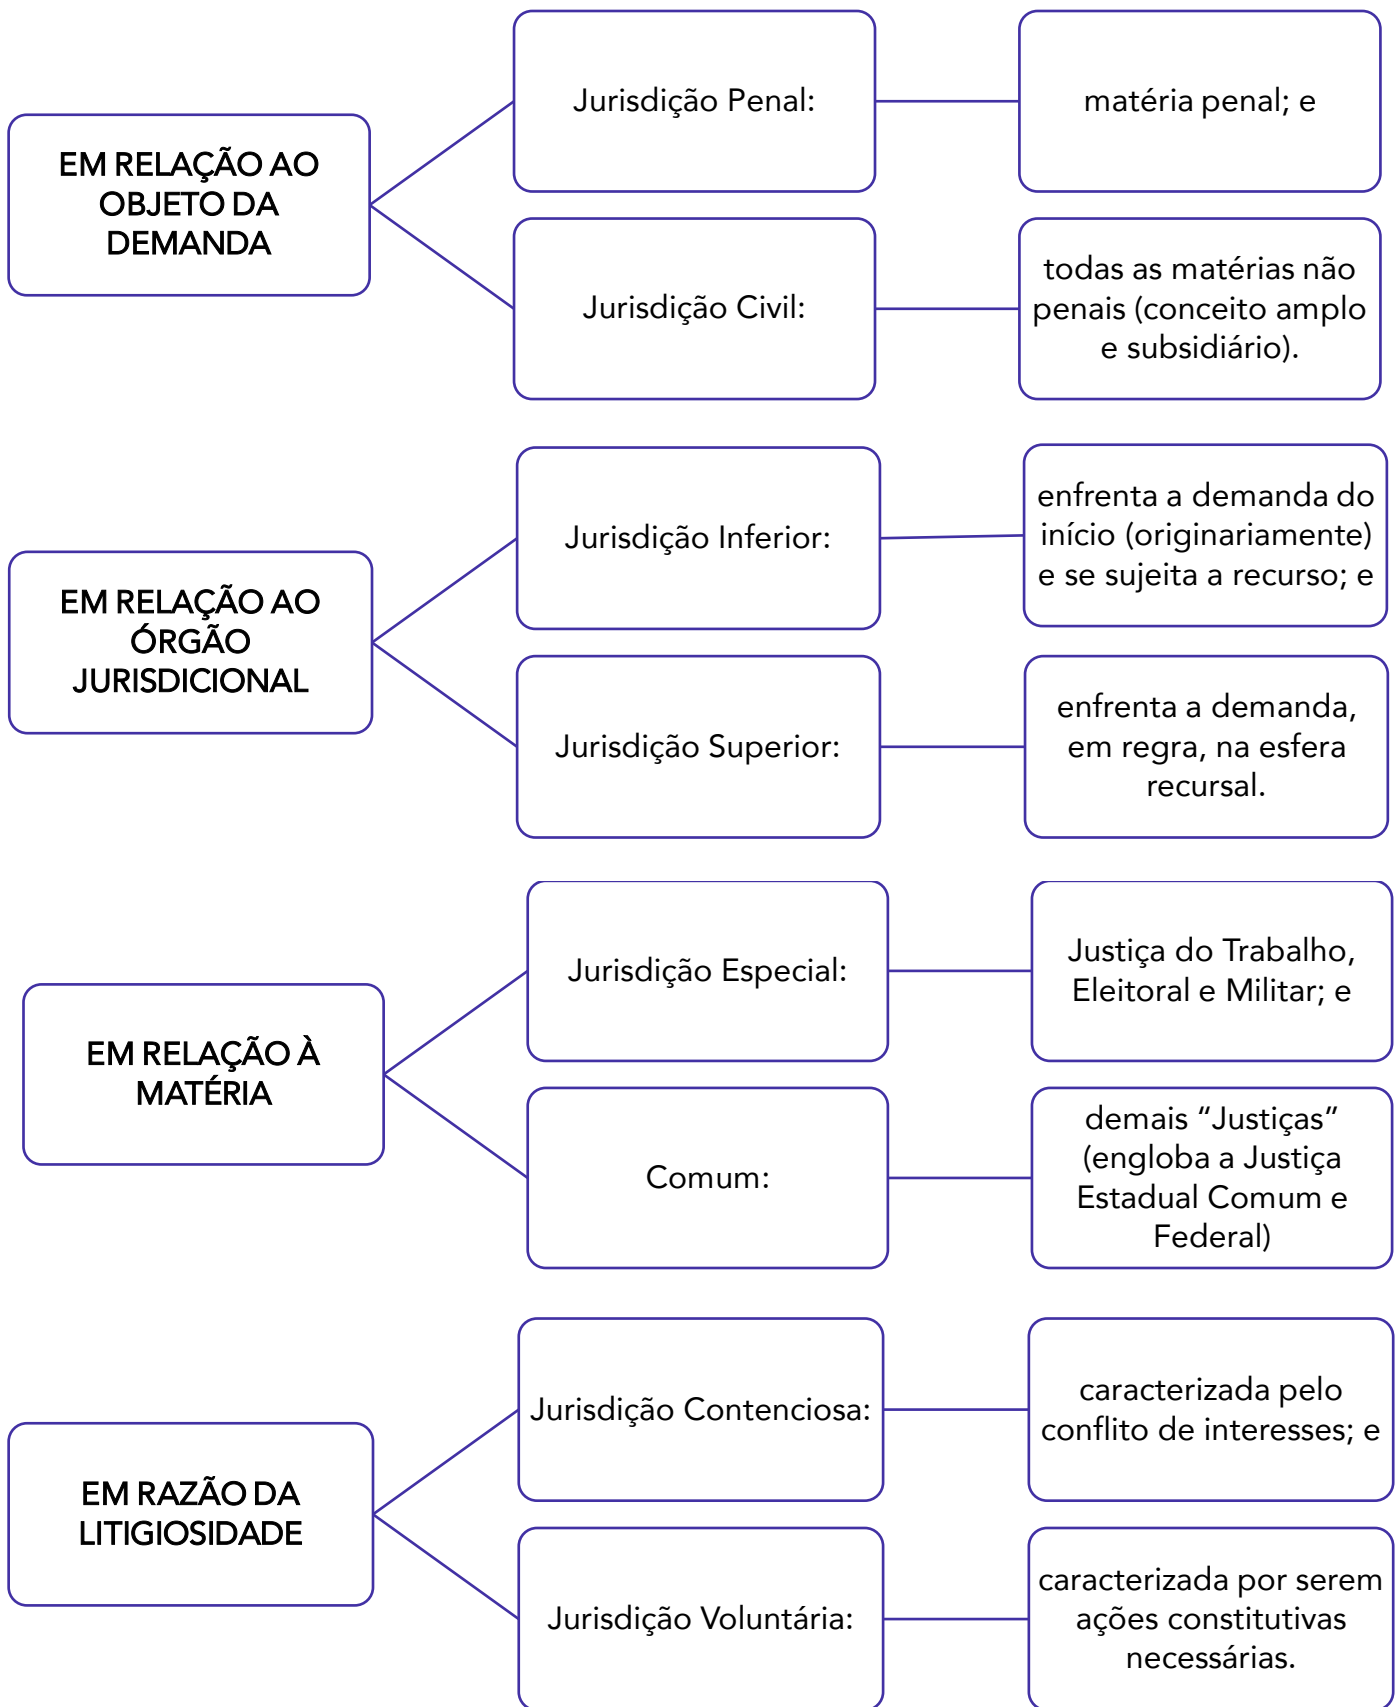 EM RELAÇÃO AO
OBJETO DA
DEMANDA
Jurisdição Penal:
matéria penal; e
Jurisdição Civil:
todas as matérias não
penais (conceito amplo
e subsidiário).
EM RELAÇÃO AO
ÓRGÃO
JURISDICIONAL
Jurisdição Inferior:
enfrenta a demanda do
início (originariamente)
e se sujeita a recurso; e
Jurisdição Superior:
enfrenta a demanda,
em regra, na esfera
recursal.
EM RELAÇÃO À
MATÉRIA
Jurisdição Especial:
Justiça do Trabalho,
Eleitoral e Militar; e
Comum:
demais “Justiças”
(engloba a Justiça
Estadual Comum e
Federal)
EM RAZÃO DA
LITIGIOSIDADE
Jurisdição Contenciosa:
caracterizada pelo
conflito de interesses; e
Jurisdição Voluntária:
caracterizada por serem
ações constitutivas
necessárias.